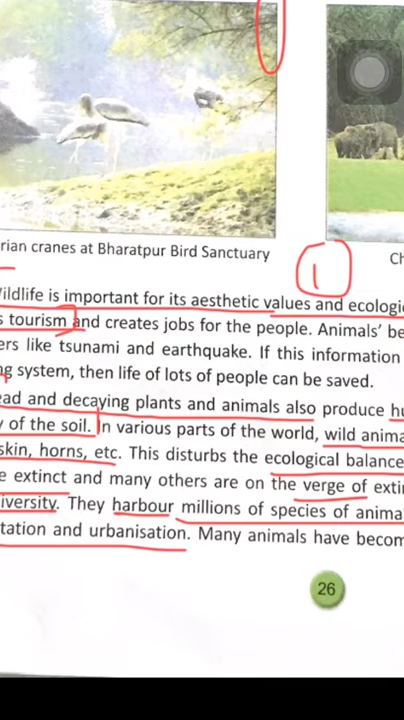 rian cranes at Bharatpur Bird Sanctuary
Ch
1
Wildlife is important for its aesthetic values and ecologic
s tourism and creates jobs for the people. Animals' be
ers like tsunami and earthquake. If this information
ng system, then life of lots of people can be saved.
ead and decaying plants and animals also produce hu
y of the soil. In various parts of the world, wild anima
skin, horns, etc. This disturbs the ecological balance
e extinct and many others are on the verge of extin
iversity. They harbour millions of species of anima
tation and urbanisation. Many animals have becom
26